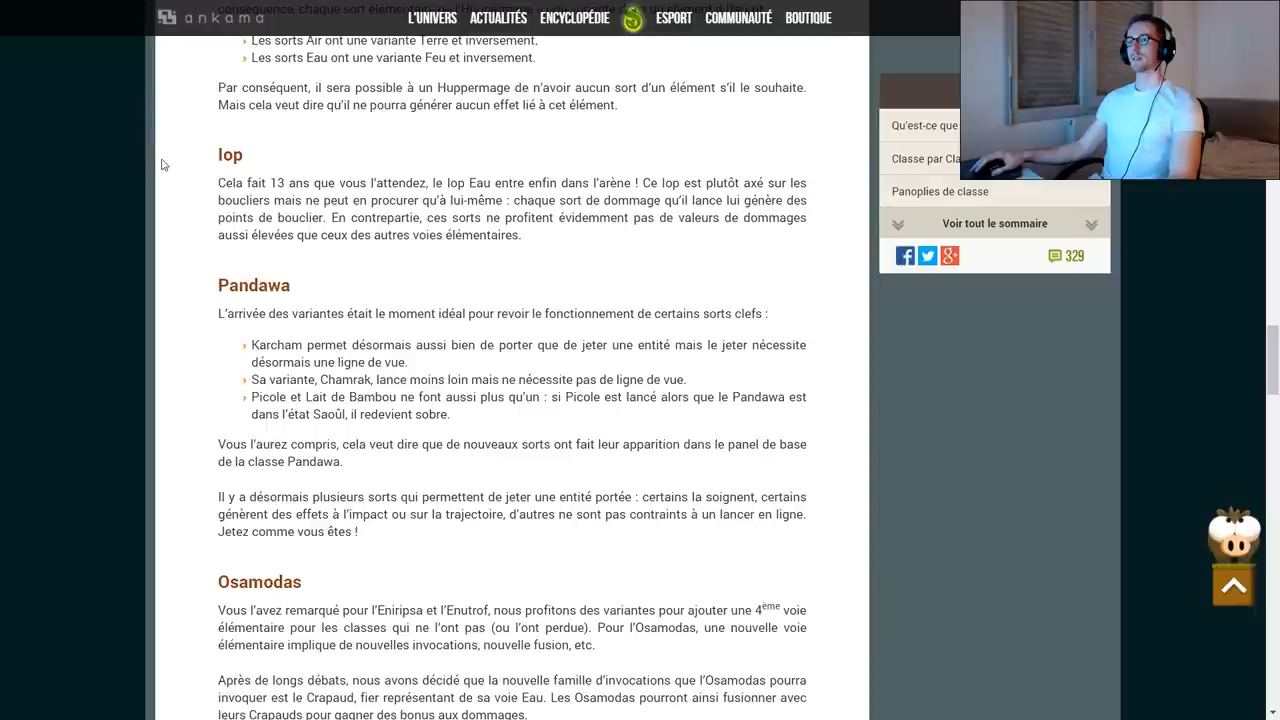 conséquence, chaque sort élémentaire
ankama
L'UNIVERS ACTUALITÉS ENCYCLOPÉDIE ESPORT COMMUNAUTÉ BOUTIQUE
Les sorts Air ont une variante Terre et inversement.
Les sorts Eau ont une variante Feu et inversement.
Par conséquent, il sera possible à un Huppermage de n'avoir aucun sort d'un élément s'il le souhaite.
Mais cela veut dire qu'il ne pourra générer aucun effet lié à cet élément.
Iop
Cela fait 13 ans que vous l'attendez, le Iop Eau entre enfin dans l'arène ! Ce Iop est plutôt axé sur les
boucliers mais ne peut en procurer qu'à lui-même : chaque sort de dommage qu'il lance lui génère des
points de bouclier. En contrepartie, ces sorts ne profitent évidemment pas de valeurs de dommages
aussi élevées que ceux des autres voies élémentaires.
Pandawa
L'arrivée des variantes était le moment idéal pour revoir le fonctionnement de certains sorts clefs :
Karcham permet désormais aussi bien de porter que de jeter une entité mais le jeter nécessite
désormais une ligne de vue.
Sa variante, Chamrak, lance moins loin mais ne nécessite pas de ligne de vue.
Picole et Lait de Bambou ne font aussi plus qu'un : si Picole est lancé alors que le Pandawa est
dans l'état Saoûl, il redevient sobre.
Vous l'aurez compris, cela veut dire que de nouveaux sorts ont fait leur apparition dans le panel de base
de la classe Pandawa.
Il y a désormais plusieurs sorts qui permettent de jeter une entité portée : certains la soignent, certains
génèrent des effets à l'impact ou sur la trajectoire, d'autres ne sont pas contraints à un lancer en ligne.
Jetez comme vous êtes !
Osamodas
Vous l'avez remarqué pour l'Eniripsa et l'Enutrof, nous profitons des variantes pour ajouter une 4ème voie
élémentaire pour les classes qui ne l'ont pas (ou l'ont perdue). Pour l'Osamodas, une nouvelle voie
élémentaire implique de nouvelles invocations, nouvelle fusion, etc.
Après de longs débats, nous avons décidé que la nouvelle famille d'invocations que l'Osamodas pourra
invoquer est le Crapaud, fier représentant de sa voie Eau. Les Osamodas pourront ainsi fusionner avec
leurs Crapauds pour gagner des bonus aux dommages.
Qu'est-ce que
Classe par Cla
Panoplies de classe
Voir tout le sommaire
329